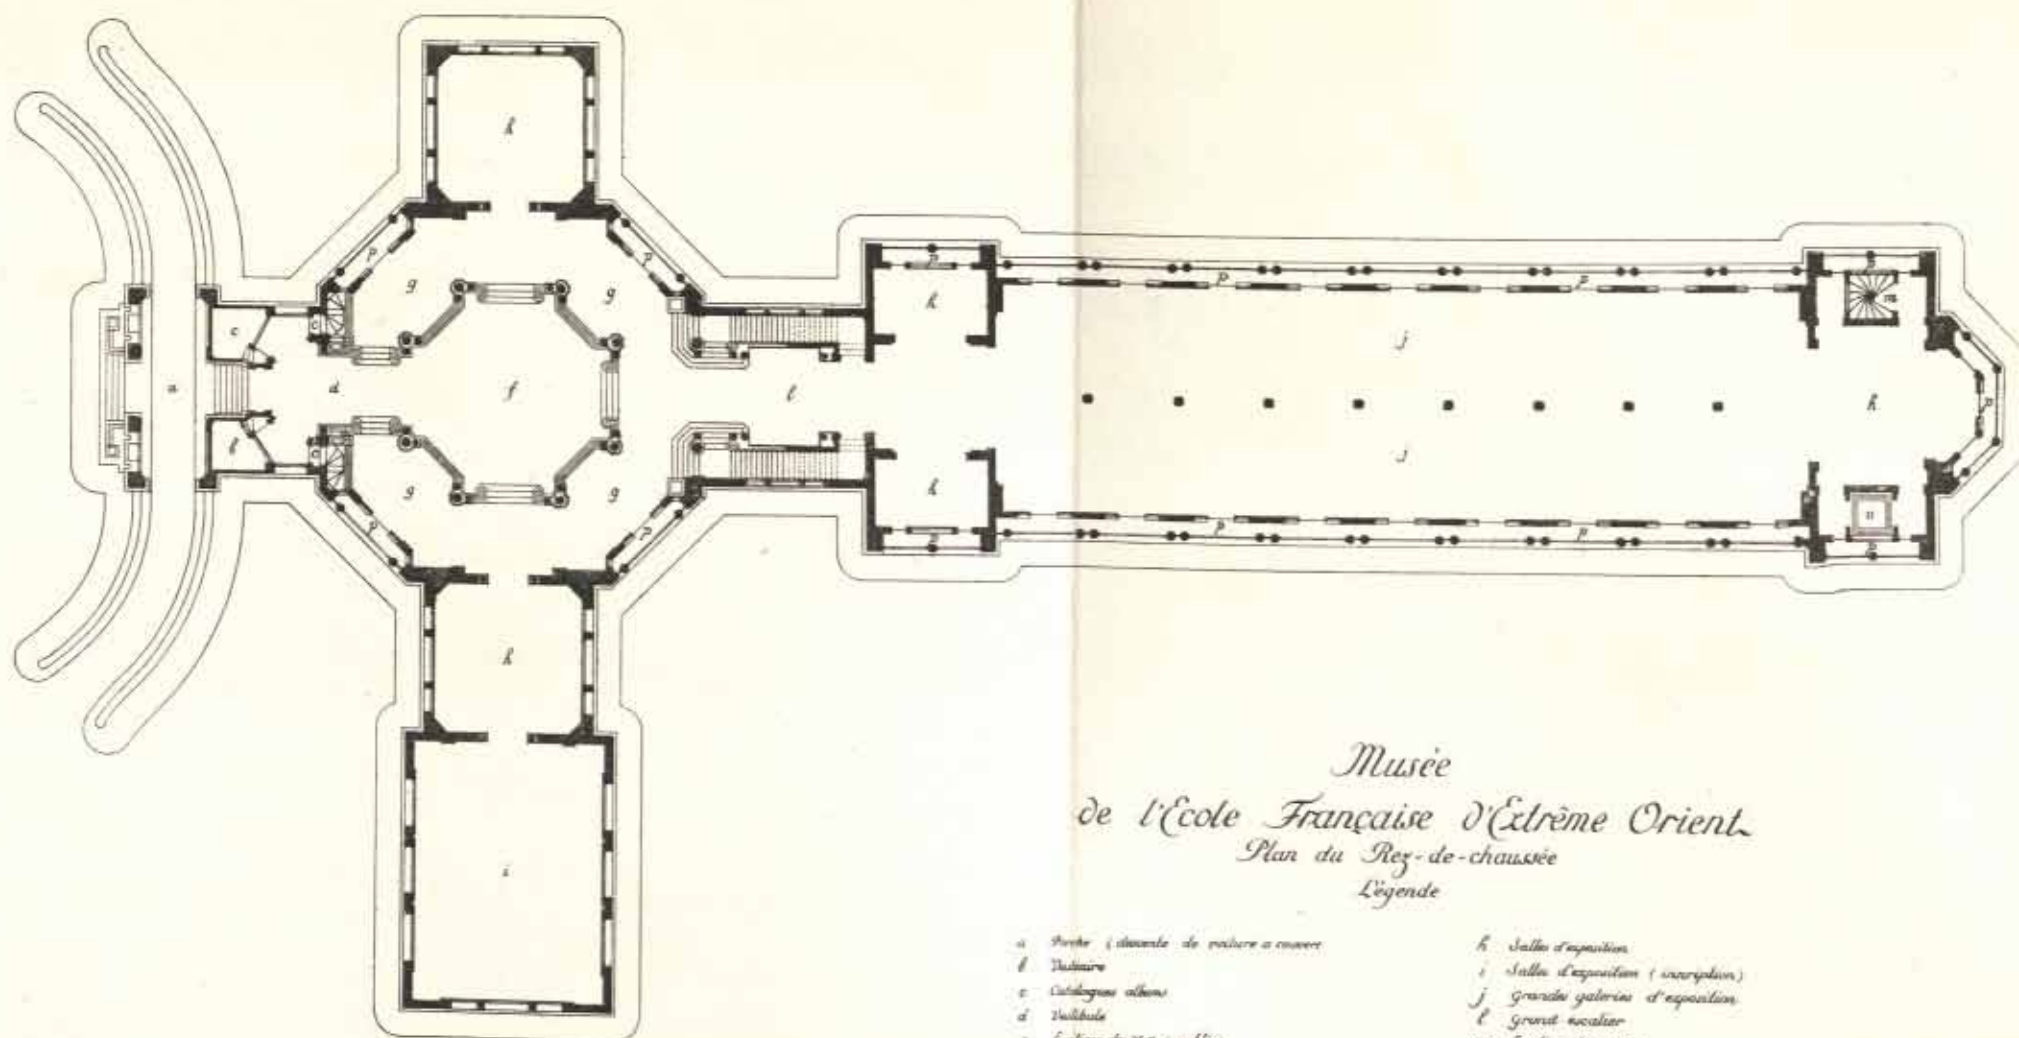 h
p
p
g
g
c
d
a
f
l
b
g
g
p
p
h
i
p
h
p
p
j
j
h
p
p
p
m
h
p
n
p
Musée
de l'Ecole Française d'Extrême Orient
Plan du Rez-de-chaussée
Légende
a Porche (descente de voiture a couvert
b Vestiaire
c Catalogues albums
d Vestibule
h Salles d'exposition
i Salles d'exposition (inscription)
j Grandes galeries d'exposition
l Grand escalier